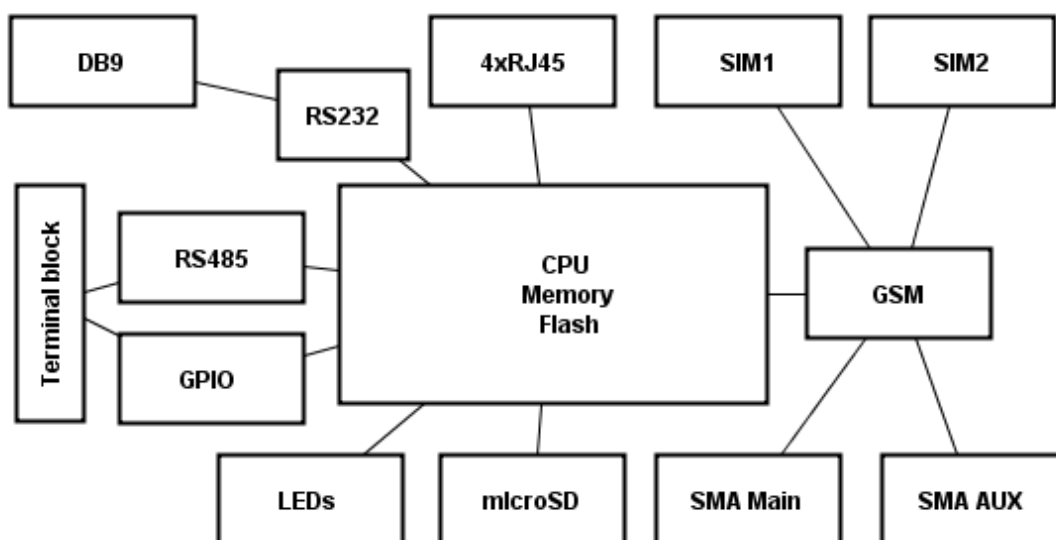 DB9
4xRJ45
SIM1
SIM2
RS232
Terminal block
RS485
CPU
Memory
Flash
GSM
GPIO
LEDs
mIcroSD
SMA Main
SMA AUX